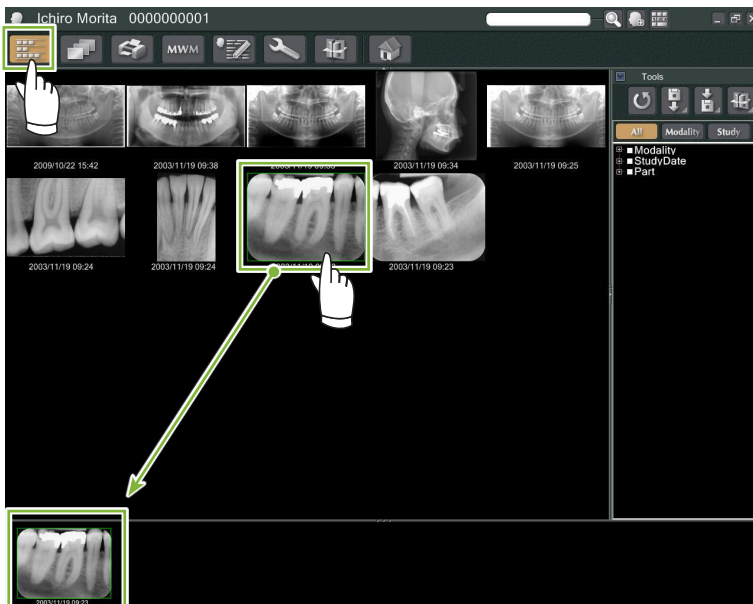 Ichiro Morita 0000000001
MWM
Tools
All Modality Study
Modality
StudyDate
Part
2009/10/22 15:42
2003/11/19 09:38
2003/11/19 09:34
2003/11/19 09:25
2003/11/19 09:24
2003/11/19 09:24
2003/11/19 09:23
2003/11/19 09:23